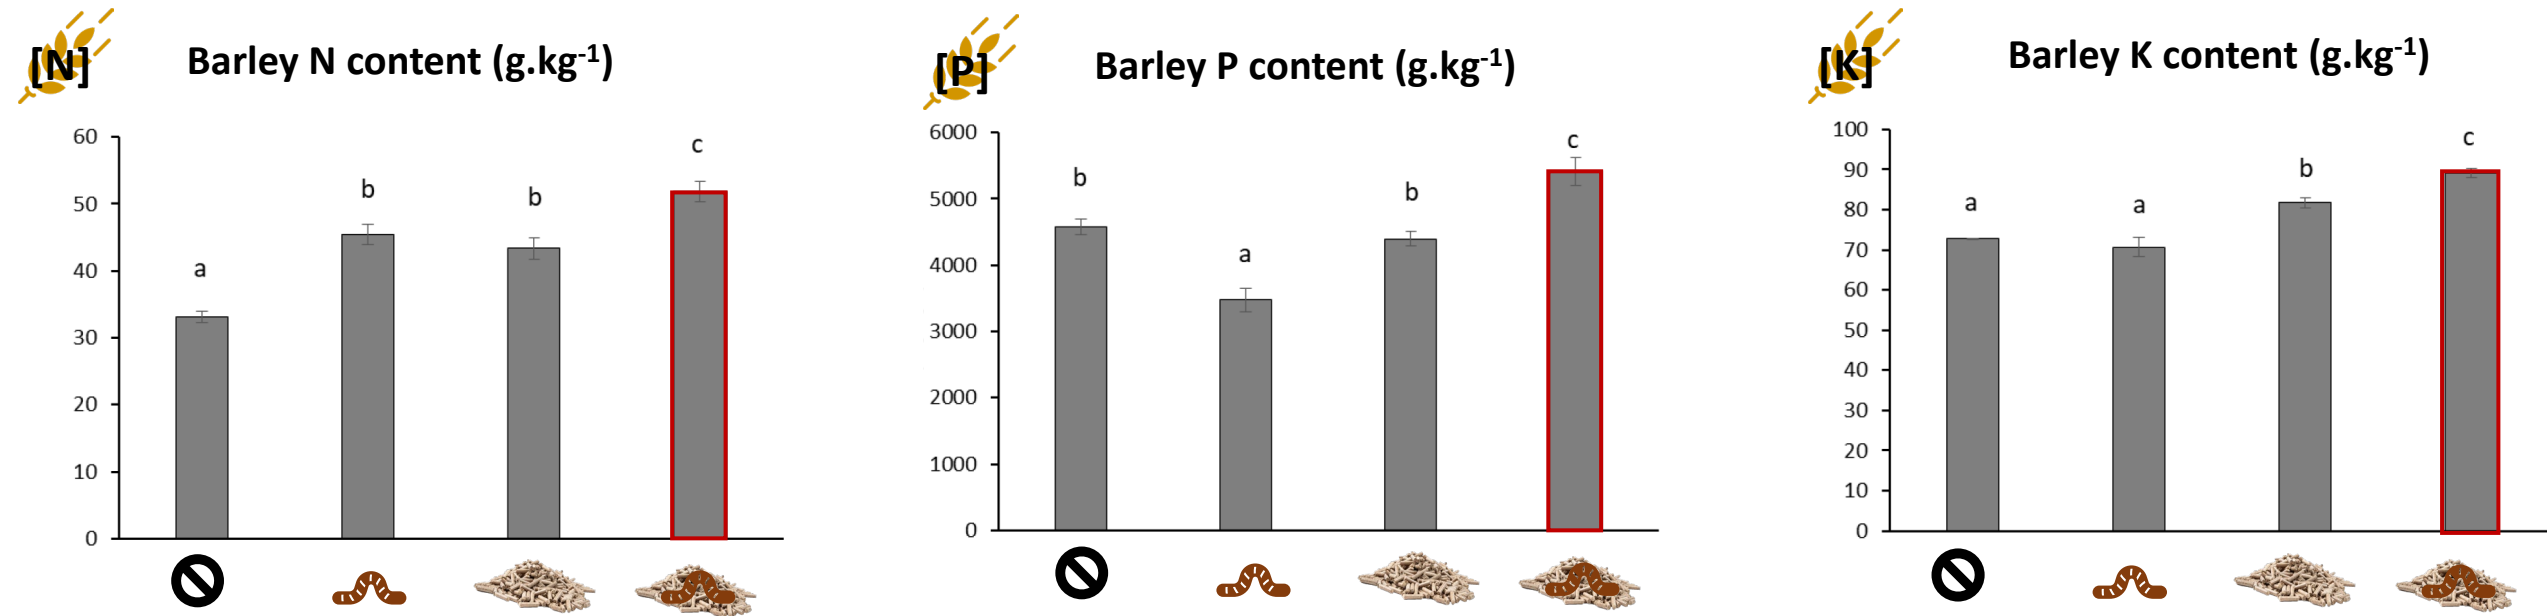 [N]
Barley N content (g.kg⁻¹)
60
50
40
30
20
10
0
a
b
b
c
[P]
Barley P content (g.kg⁻¹)
6000
5000
4000
3000
2000
1000
0
b
a
b
c
[K]
Barley K content (g.kg⁻¹)
100
90
80
70
60
50
40
30
20
10
0
a
a
b
c